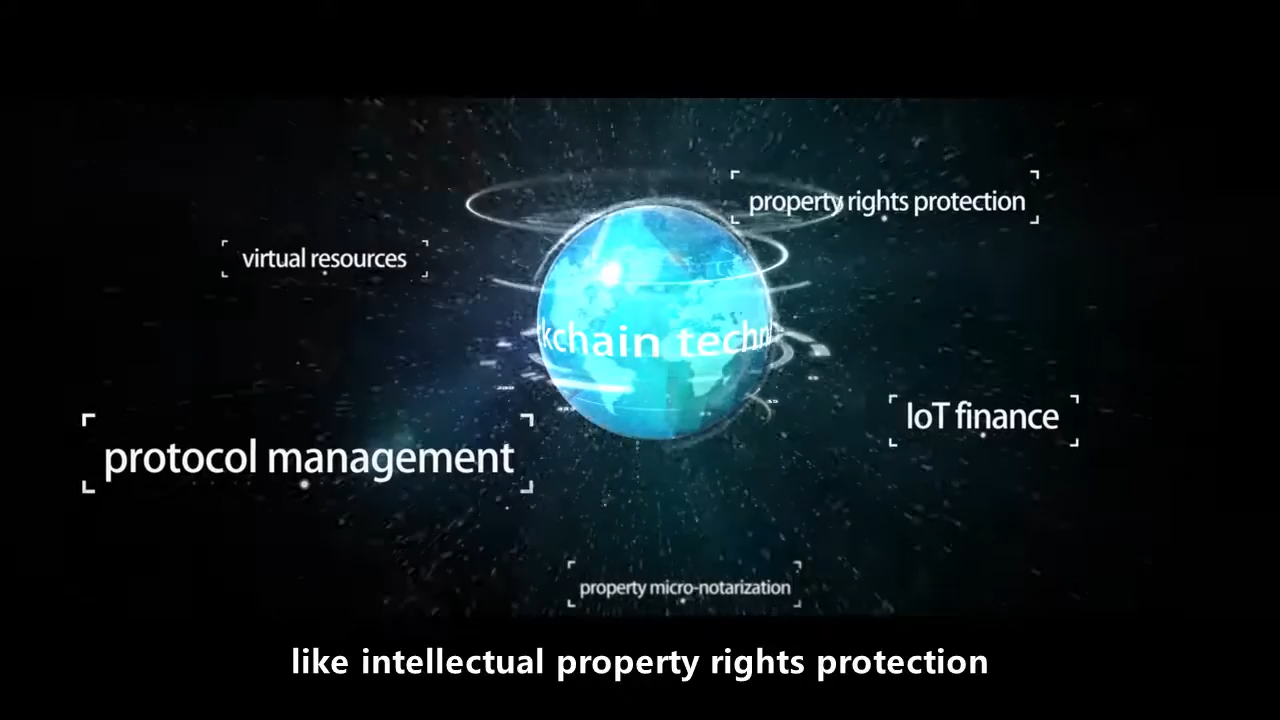 property rights protection
virtual resources
kchain techn
IoT finance
protocol management
property micro-notarization
like intellectual property rights protection